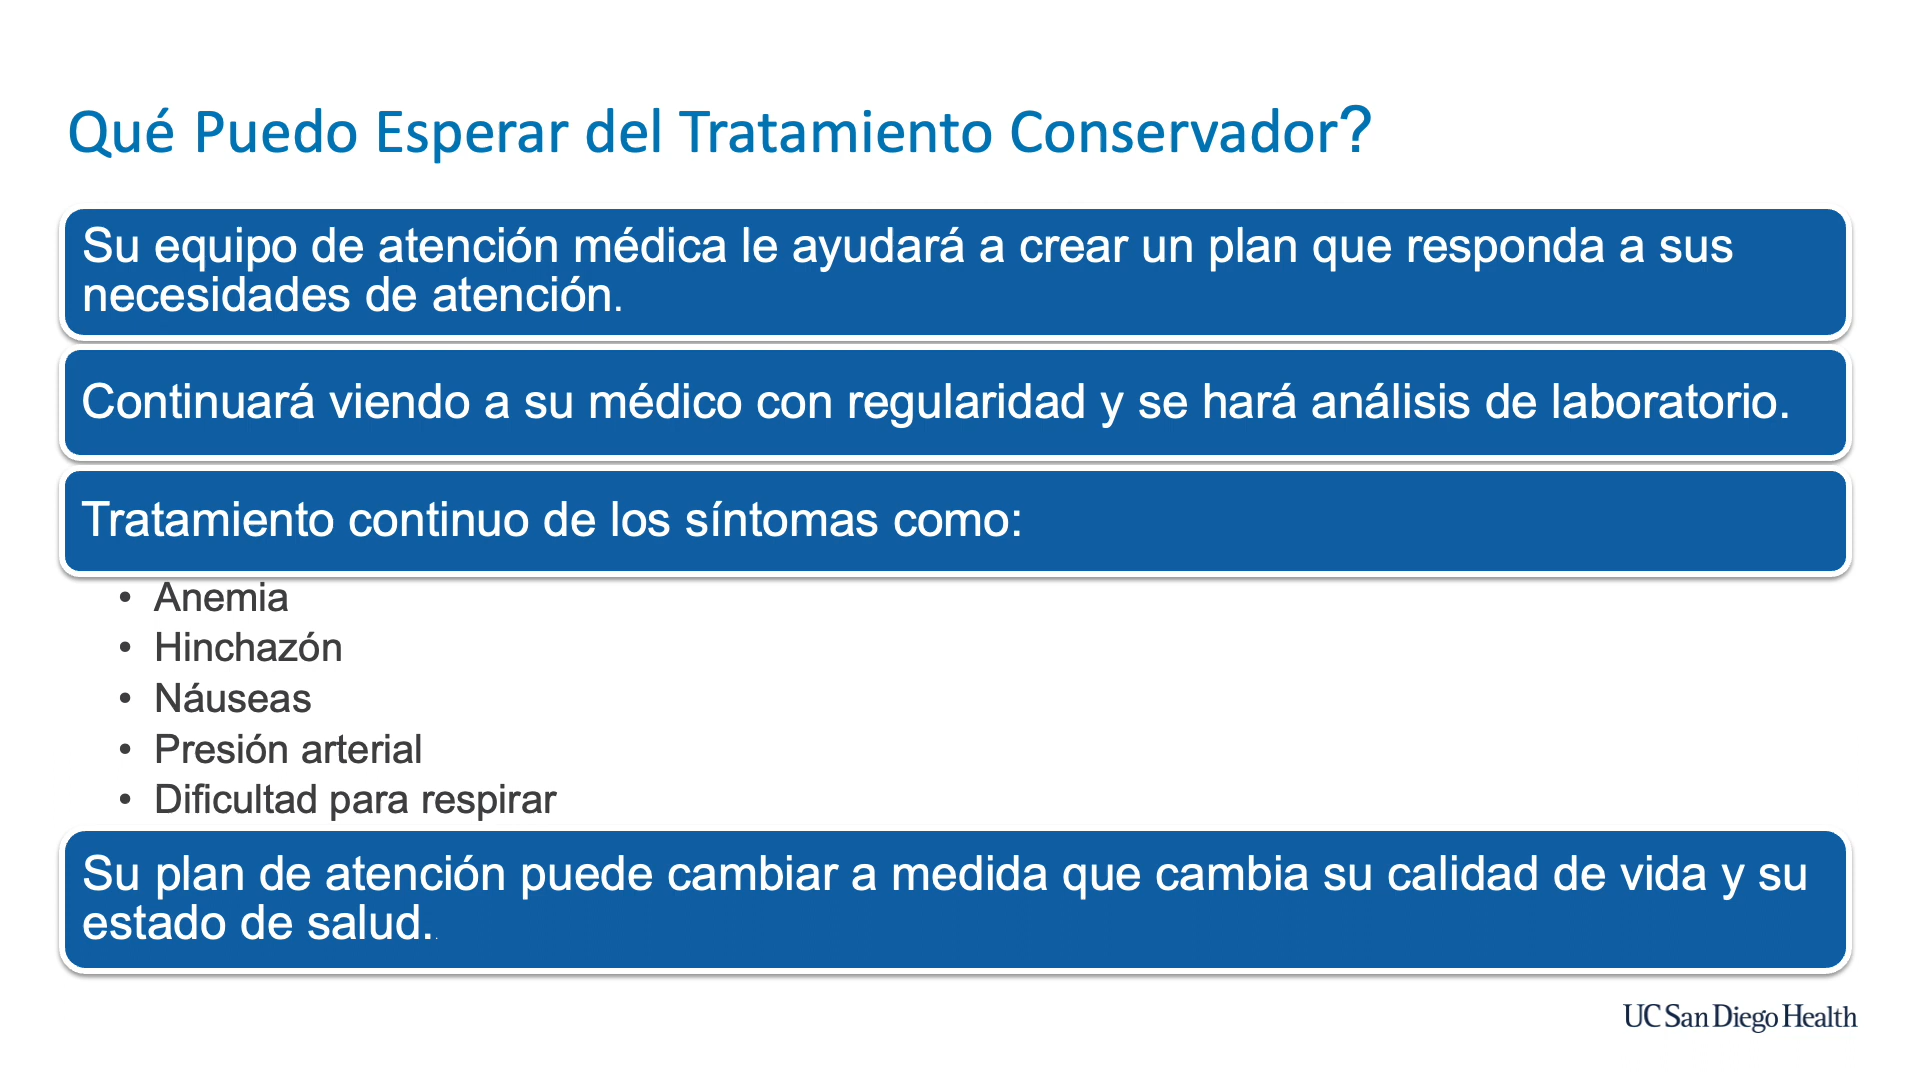 Qué Puedo Esperar del Tratamiento Conservador?
Su equipo de atención médica le ayudará a crear un plan que responda a sus
necesidades de atención.
Continuará viendo a su médico con regularidad y se hará análisis de laboratorio.
Tratamiento continuo de los síntomas como:
• Anemia
• Hinchazón
• Náuseas
• Presión arterial
• Dificultad para respirar
Su plan de atención puede cambiar a medida que cambia su calidad de vida y su
estado de salud..
UC San Diego Health